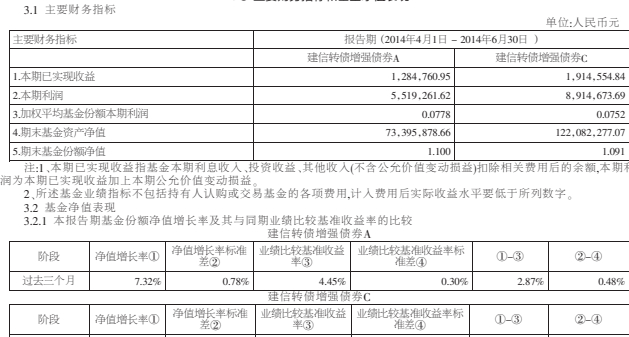 3.1 主要财务指标
单位:人民币元
主要财务指标 报告期 (2014年4月1日 - 2014年6月30日 )
建信转债增强债券A 建信转债增强债券C
1.本期已实现收益 1,284,760.95 1,914,554.84
2.本期利润 5,519,261.62 8,914,673.69
3.加权平均基金份额本期利润 0.0778 0.0752
4.期末基金资产净值 73,395,878.66 122,082,277.07
5.期末基金份额净值 1.100 1.091
注:1、本期已实现收益指基金本期利息收入、投资收益、其他收入(不含公允价值变动损益)扣除相关费用后的余额,本期利
润为本期已实现收益加上本期公允价值变动损益。
2、所述基金业绩指标不包括持有人认购或交易基金的各项费用,计入费用后实际收益水平要低于所列数字。
3.2 基金净值表现
3.2.1 本报告期基金份额净值增长率及其与同期业绩比较基准收益率的比较
建信转债增强债券A
阶段 净值增长率① 净值增长率标准差② 业绩比较基准收益率③ 业绩比较基准收益率标准差④ ①-③ ②-④
过去三个月 7.32% 0.78% 4.45% 0.30% 2.87% 0.48%
建信转债增强债券C
阶段 净值增长率① 净值增长率标准差② 业绩比较基准收益率③ 业绩比较基准收益率标准差④ ①-③ ②-④